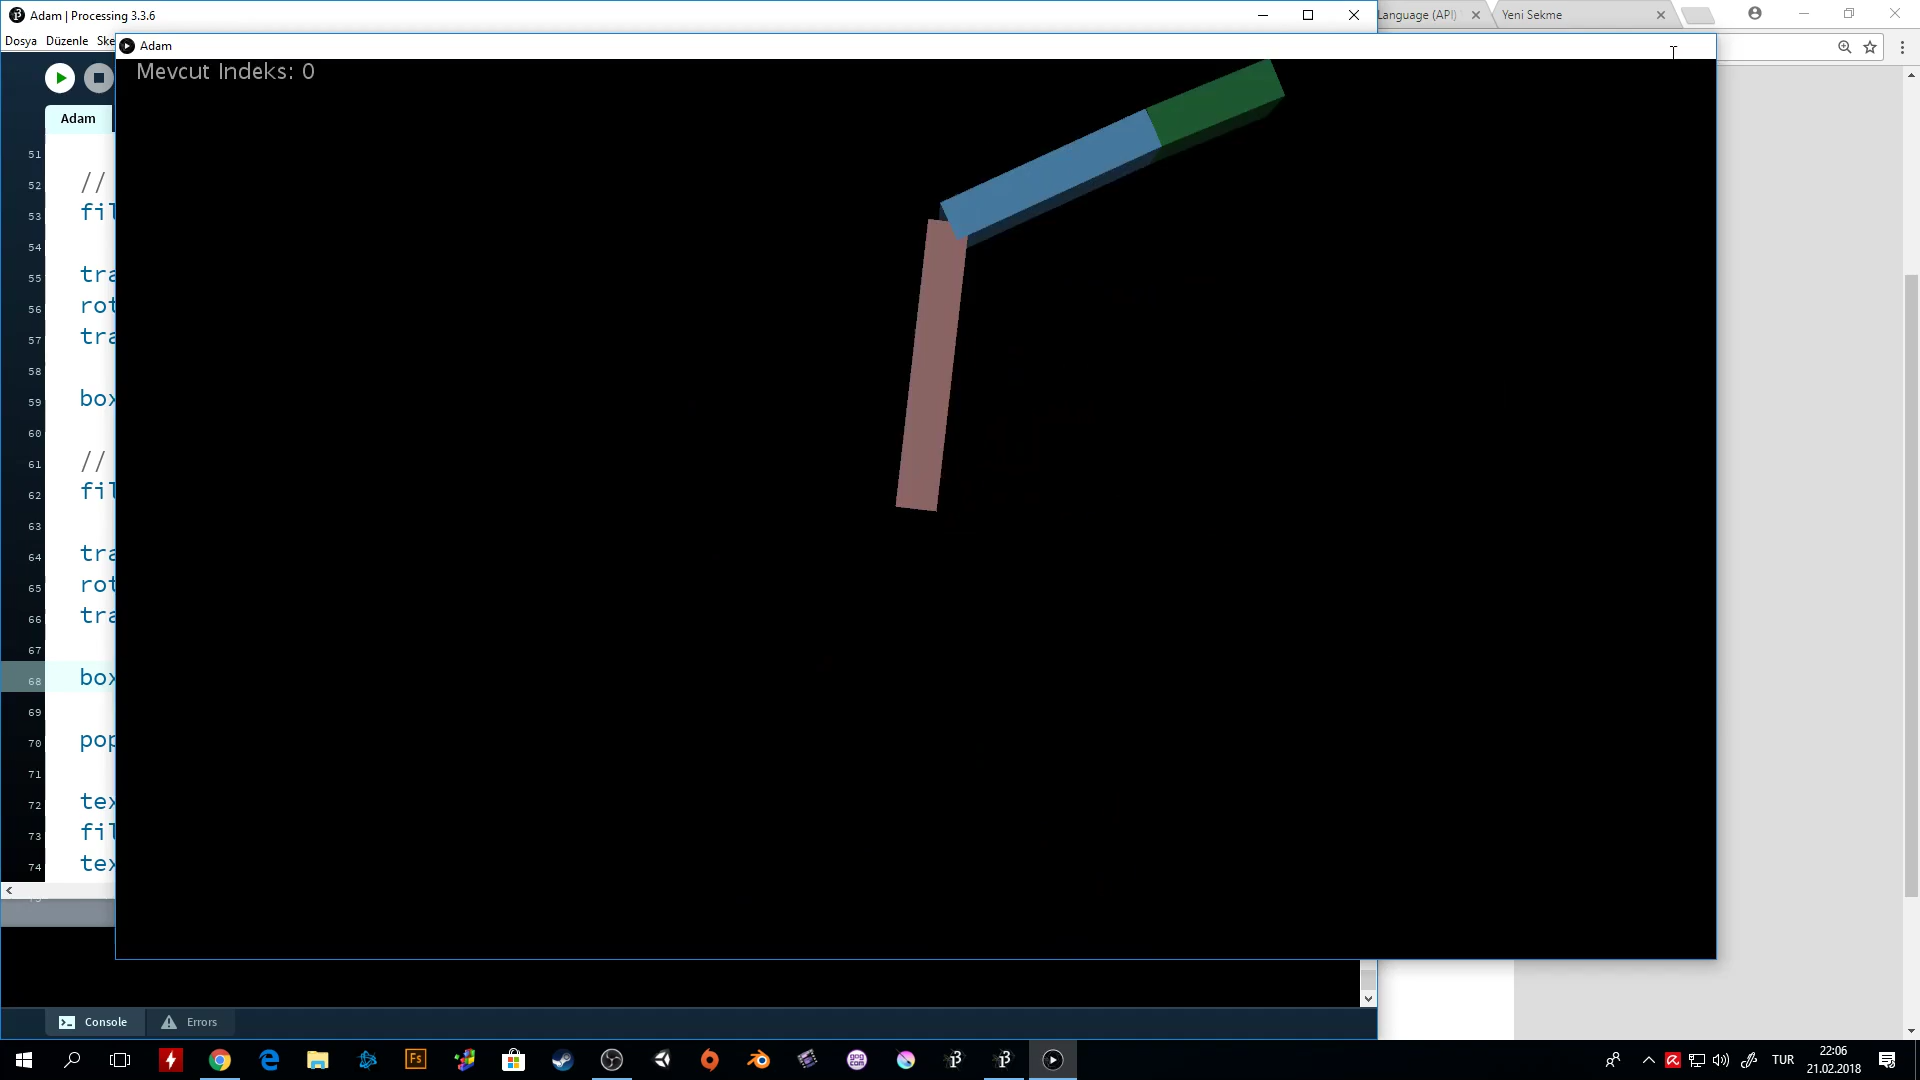 Adam | Processing 3.3.6
Language (API)
Yeni Sekme
Dosya Düzenle Ske
Adam
Mevcut Indeks: 0
Adam
51
52 //
53 fil
54
55 tra
56 rot
57 tra
58
59 box
60
61 //
62 fil
63
64 tra
65 rot
66 tra
67
68 box
69
70 pop
71
72 tex
73 fil
74 tex
Console
Errors
Fs
GOG COM
TUR
22:06
21.02.2018